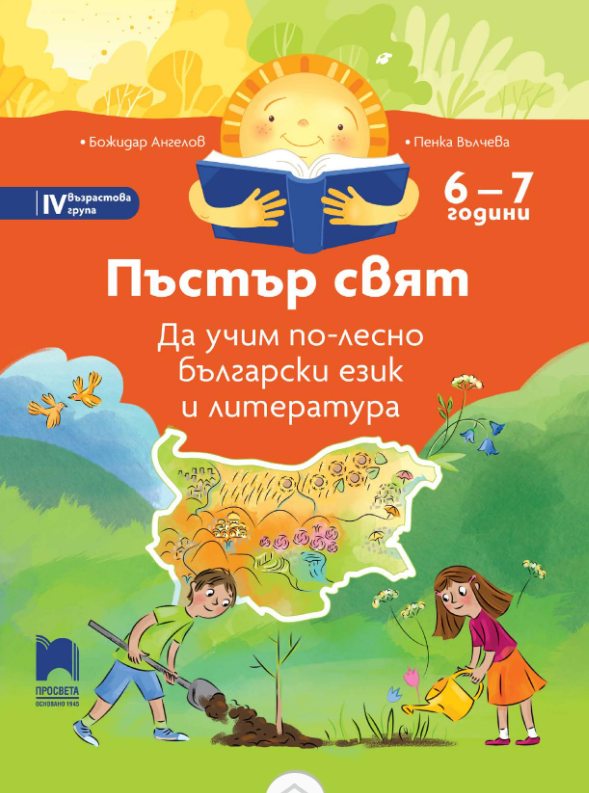 • Божидар Ангелов
• Пенка Вълчева
IV възрастова
група
6 – 7
години
Пъстър свят
Да учим по-лесно
български език
и литература
ПРОСВЕТА
ОСНОВАНО 1945